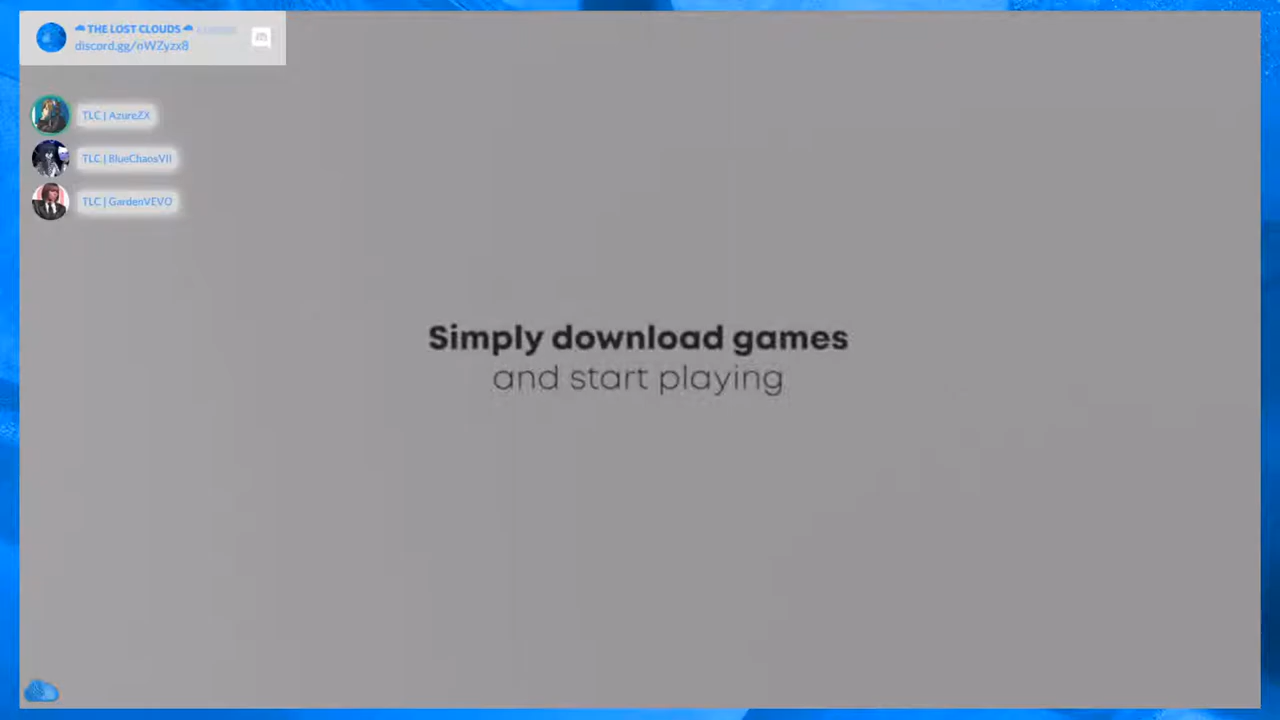 THE LOST CLOUDS
discord.gg/nWZyzx8
TLC | AzureZX
TLC | BlueChaosVII
TLC | GardenVEVO
Simply download games
and start playing